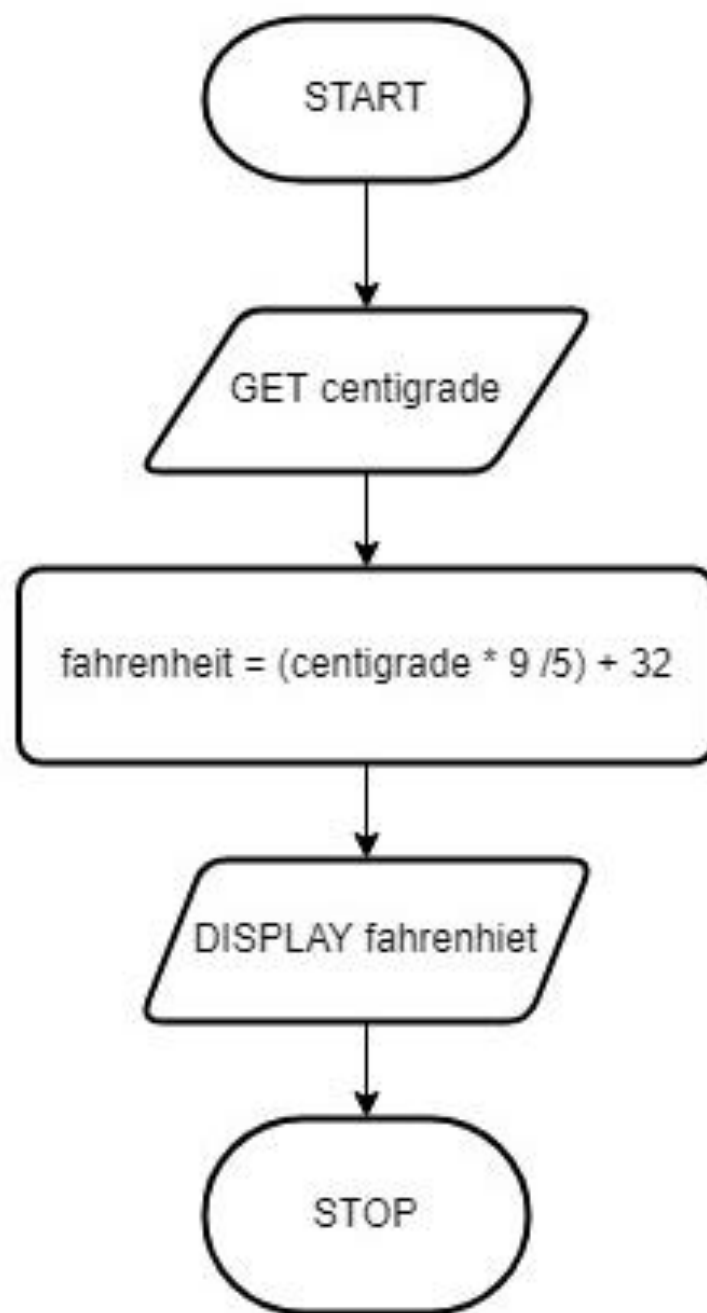 START
GET centigrade
fahrenheit = (centigrade * 9 /5) + 32
DISPLAY fahrenhiet
STOP